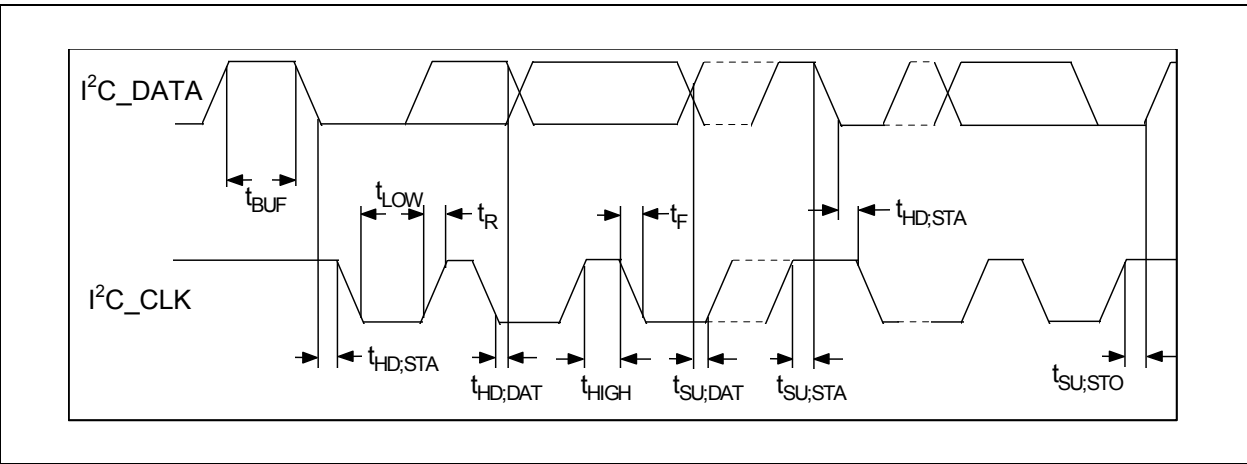 I²C_DATA
tBUF
tLOW
tR
tF
tHD;STA
I²C_CLK
tHD;STA
tHD;DAT
tHIGH
tSU;DAT
tSU;STA
tSU;STO